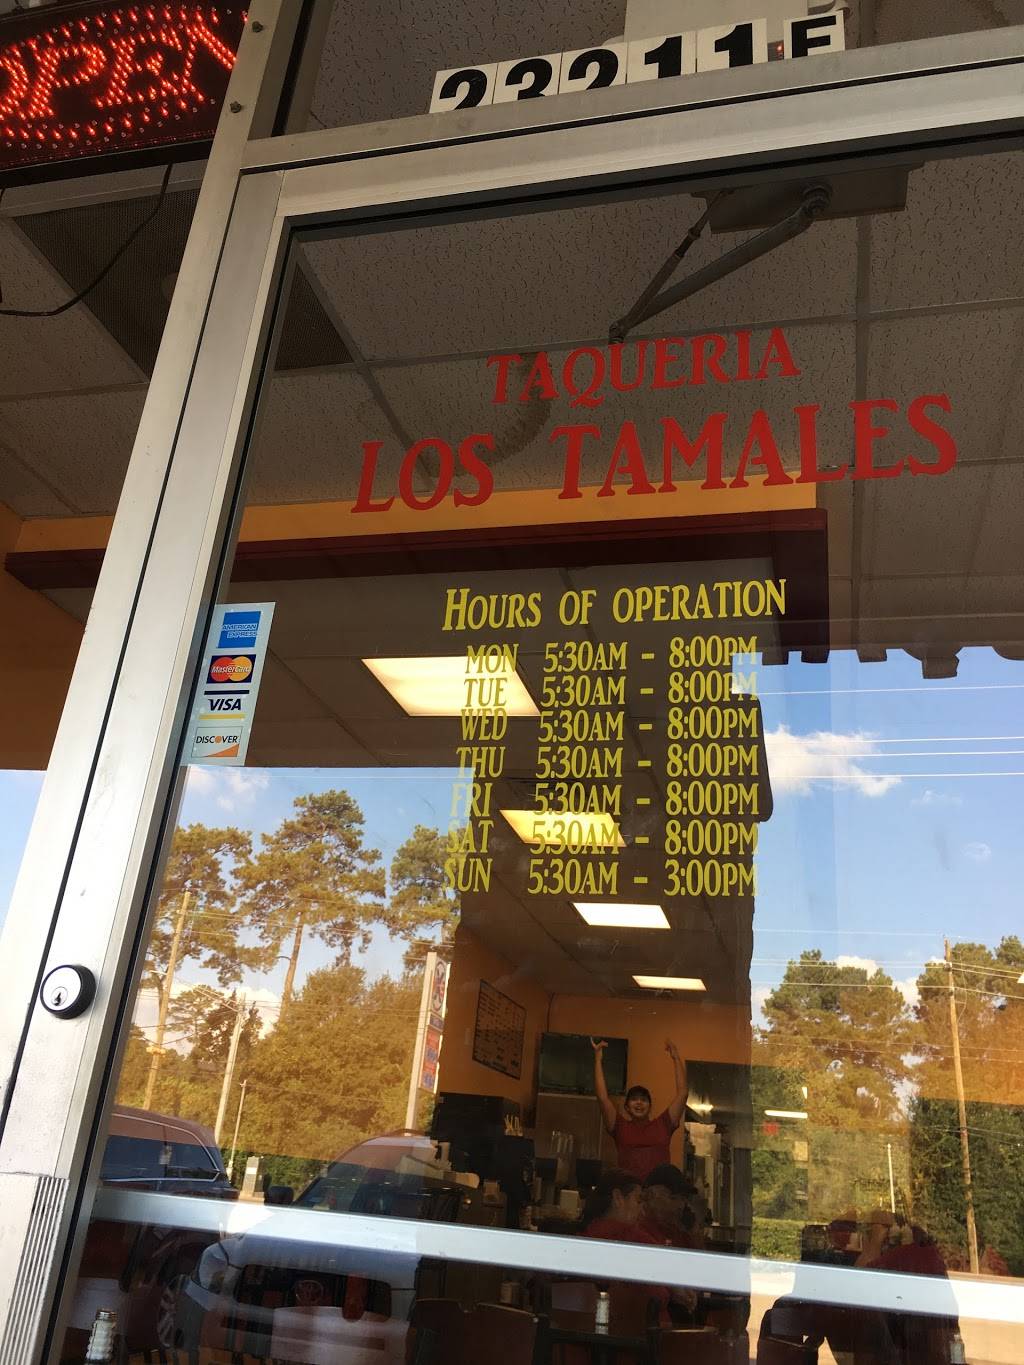 OPEN
23211 F
TAQUERIA
LOS TAMALES
HOURS OF OPERATION
MON 5:30AM - 8:00PM
TUE 5:30AM - 8:00PM
WED 5:30AM - 8:00PM
THU 5:30AM - 8:00PM
FRI 5:30AM - 8:00PM
SAT 5:30AM - 8:00PM
SUN 5:30AM - 3:00PM
AMERICAN
EXPRESS
MasterCard
VISA
DISCOVER